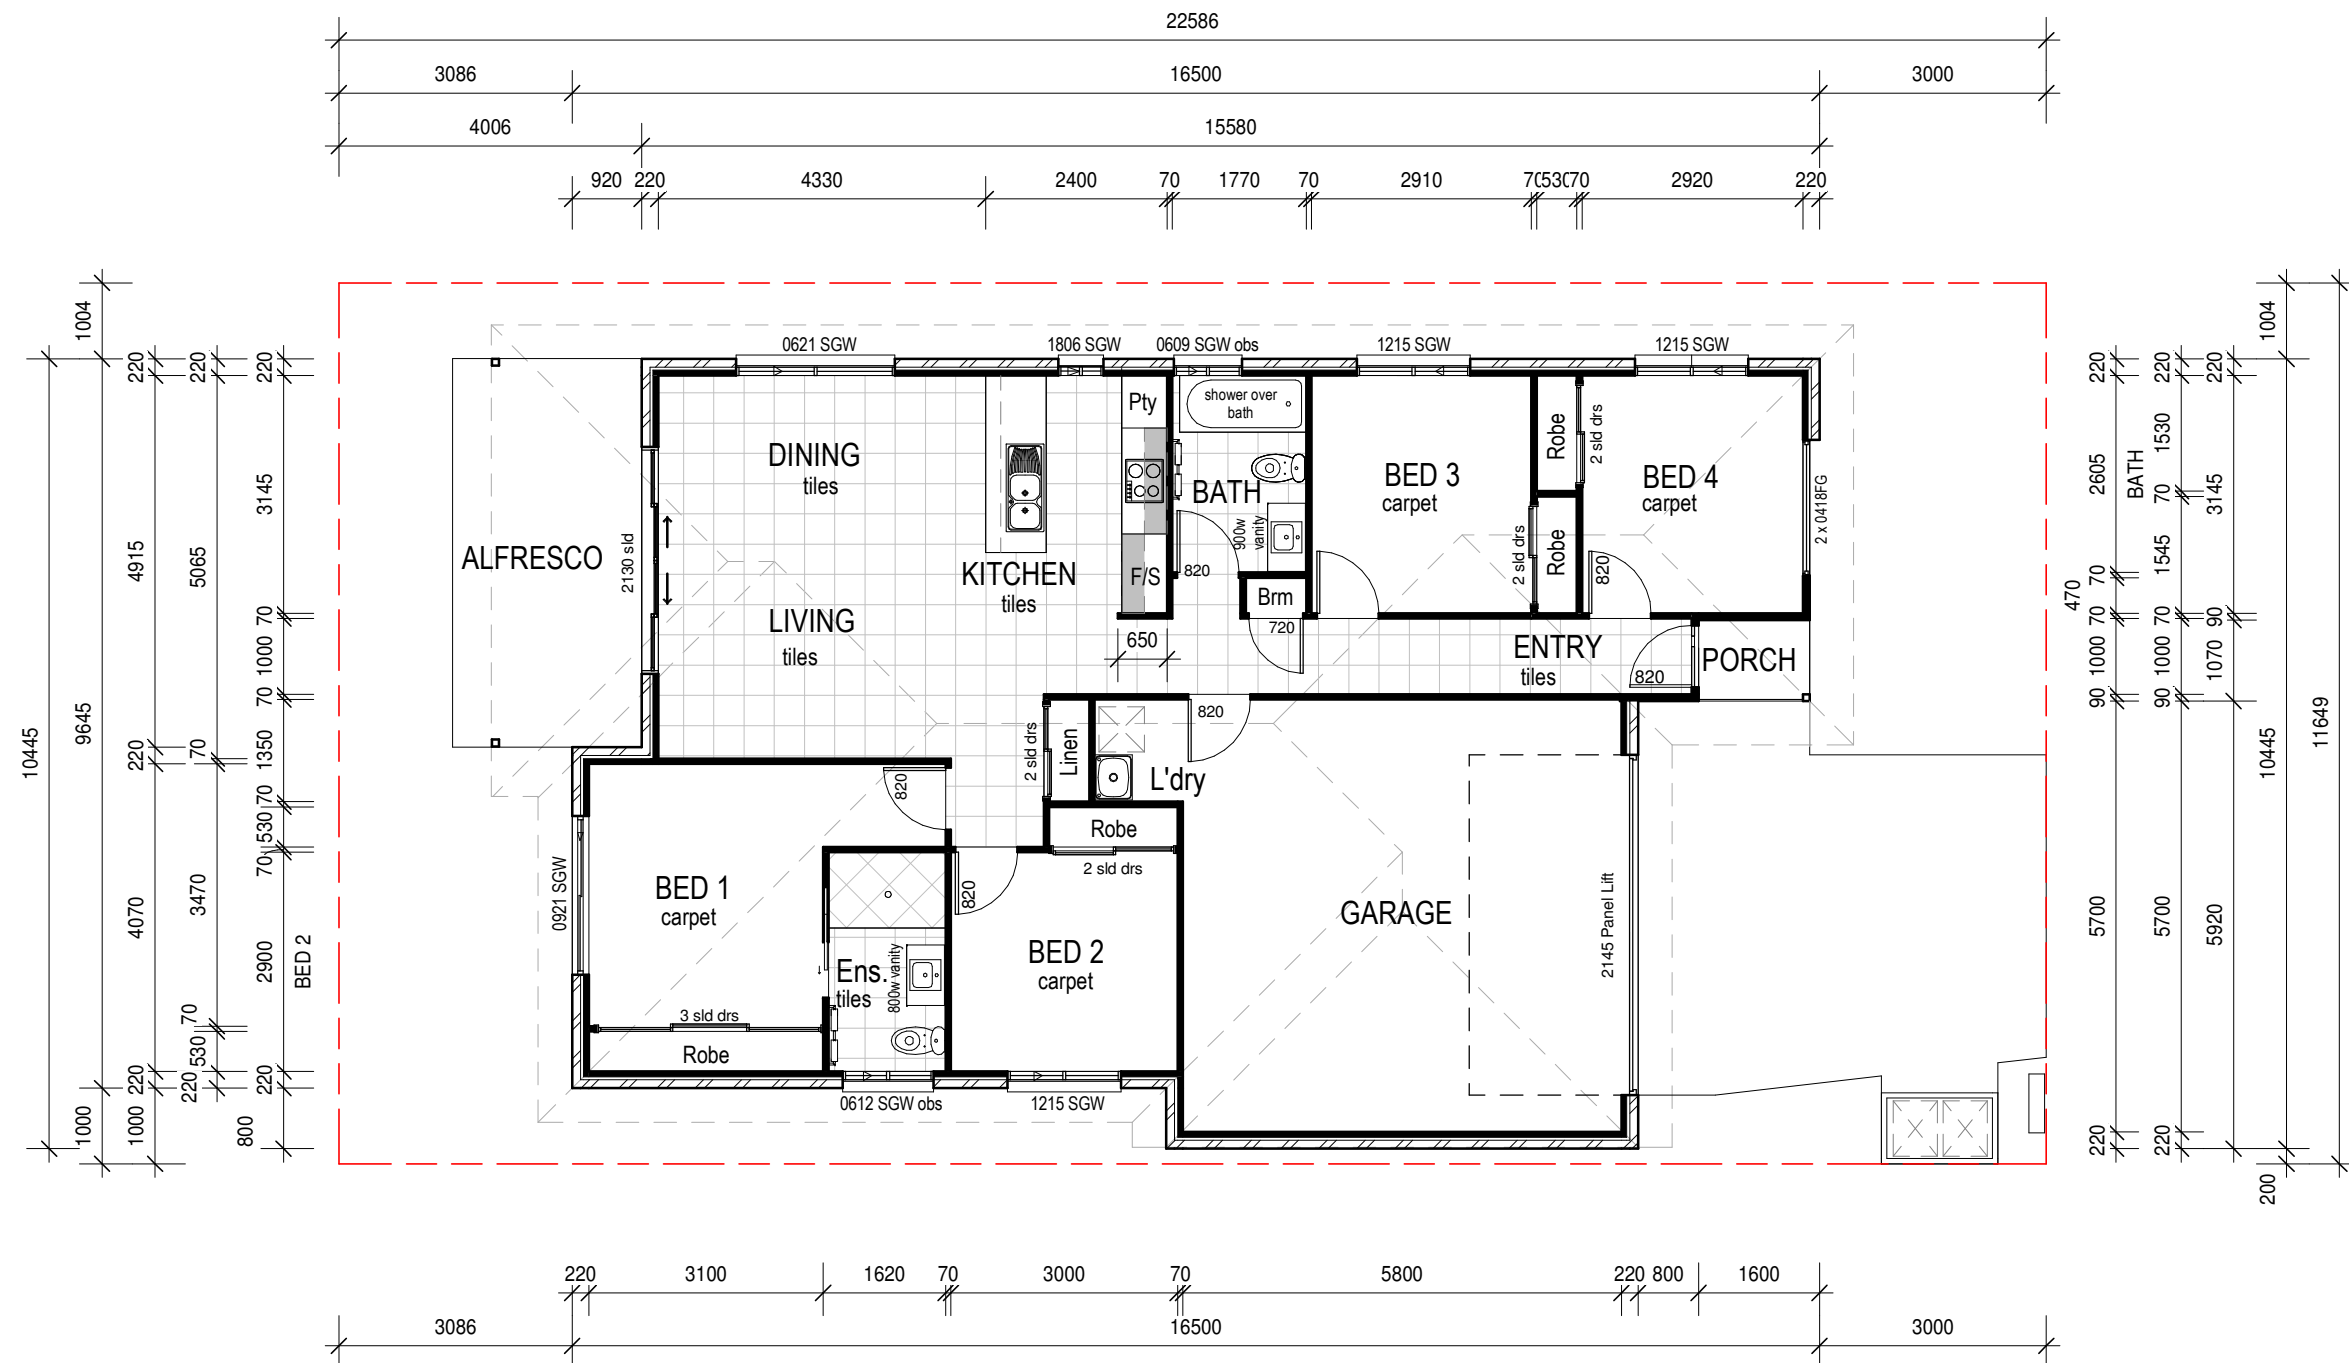 22586
3086 16500 3000
4006 15580
920 220 4330 2400 70 1770 70 2910 70 530 70 2920 220
0621 SGW 1806 SGW 0609 SGW obs 1215 SGW 1215 SGW
Pty
shower over
bath
DINING
tiles
BATH
900w
vanity
BED 3
carpet
Robe
2 sld drs
BED 4
carpet
2 x 0418FG
ALFRESCO
2130 sld
KITCHEN
tiles
F/S
820
Brm
2 sld drs
Robe
820
LIVING
tiles
650
720
ENTRY
tiles
820
PORCH
2 sld drs
Linen
820
L'dry
820
Robe
2 sld drs
0921 SGW
BED 1
carpet
820
BED 2
carpet
GARAGE
2145 Panel Lift
Ens.
tiles
800w vanity
3 sld drs
Robe
0612 SGW obs 1215 SGW
10445
1004
9645
1000
220
4915
220
4070
220
1000
220
5065
70
3470
70
530
220
220
3145
70
1000
70
1350
70
530
70
2900
220
800
BED 2
470
220
2605
70
70
1000
90
5700
220
BATH
220
1530
70
1545
70
1000
90
5700
220
220
3145
90
1070
5920
1004
10445
200
11649
220 3100 1620 70 3000 70 5800 220 800 1600
3086 16500 3000